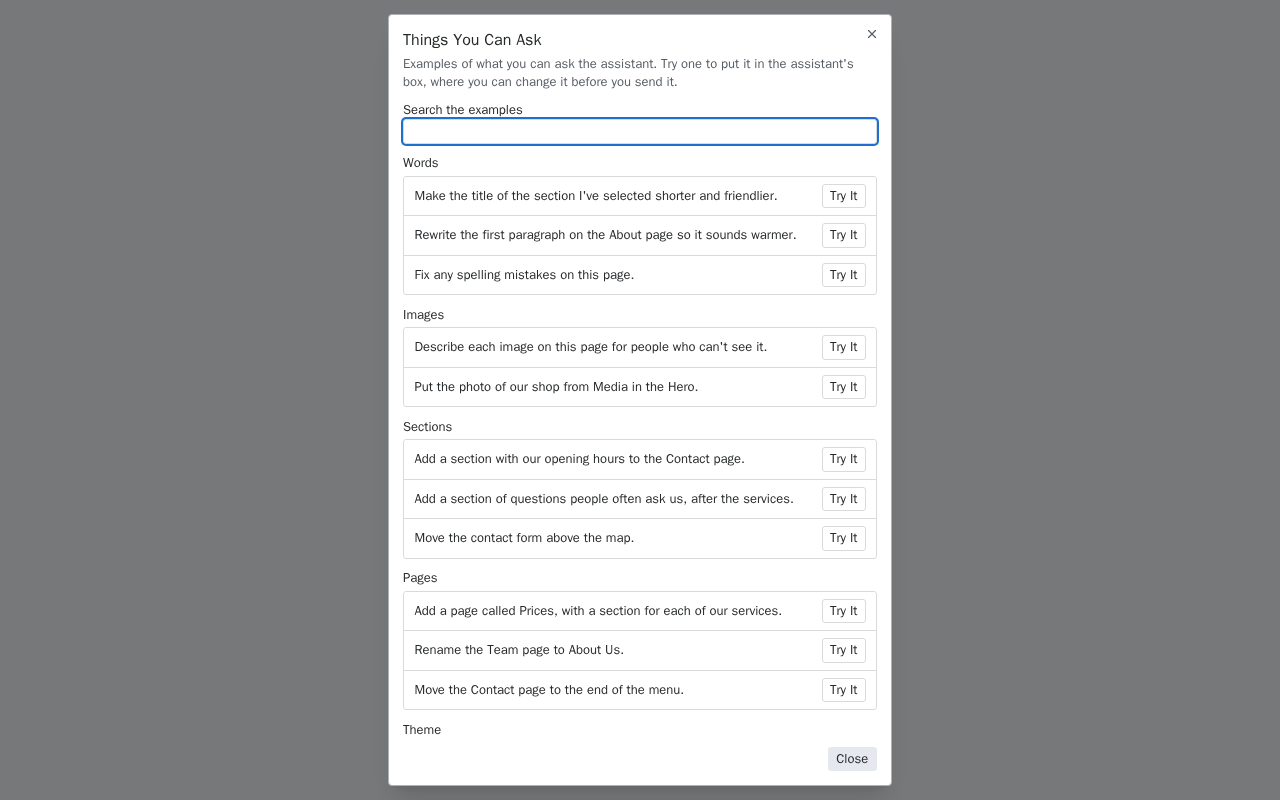 Things You Can Ask
×
Examples of what you can ask the assistant. Try one to put it in the assistant's
box, where you can change it before you send it.
Search the examples
Words
Make the title of the section I've selected shorter and friendlier. Try It
Rewrite the first paragraph on the About page so it sounds warmer. Try It
Fix any spelling mistakes on this page. Try It
Images
Describe each image on this page for people who can't see it. Try It
Put the photo of our shop from Media in the Hero. Try It
Sections
Add a section with our opening hours to the Contact page. Try It
Add a section of questions people often ask us, after the services. Try It
Move the contact form above the map. Try It
Pages
Add a page called Prices, with a section for each of our services. Try It
Rename the Team page to About Us. Try It
Move the Contact page to the end of the menu. Try It
Theme
Close